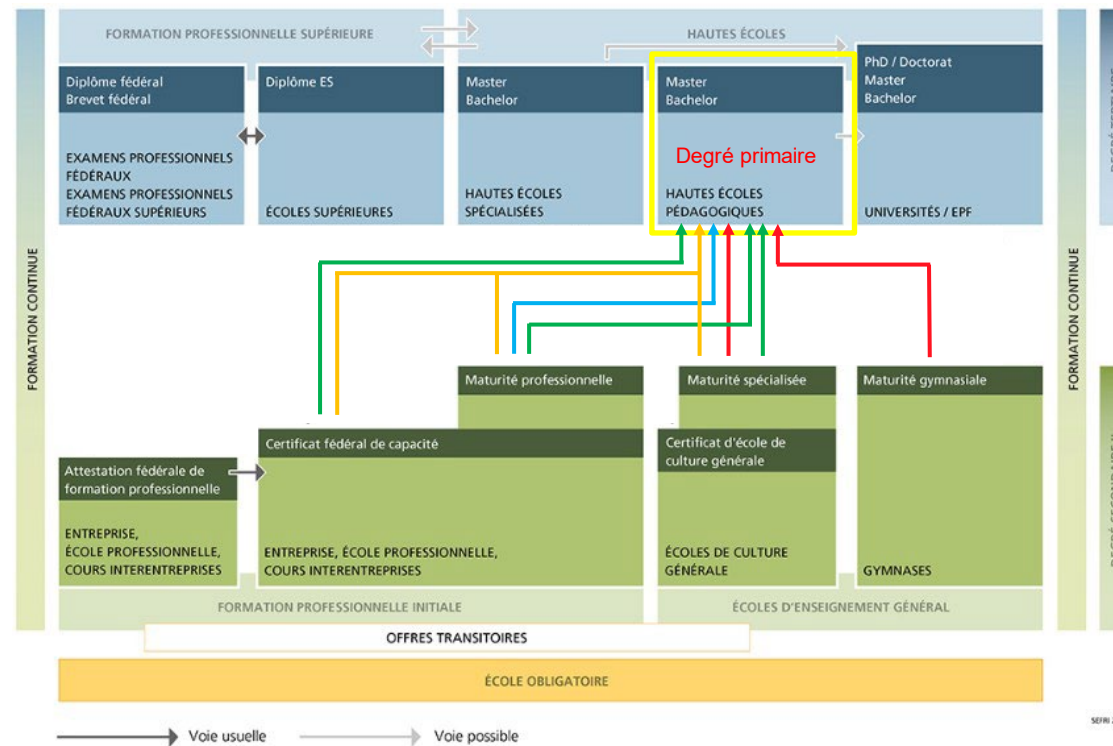 FORMATION PROFESSIONNELLE SUPÉRIEURE
HAUTES ÉCOLES
Diplôme fédéral
Brevet fédéral
EXAMENS PROFESSIONNELS
FÉDÉRAUX
EXAMENS PROFESSIONNELS
FÉDÉRAUX SUPÉRIEURS
Diplôme ES
ÉCOLES SUPÉRIEURES
Master
Bachelor
HAUTES ÉCOLES
SPÉCIALISÉES
Master
Bachelor
Degré primaire
HAUTES ÉCOLES
PÉDAGOGIQUES
PhD / Doctorat
Master
Bachelor
UNIVERSITÉS / EPF
FORMATION CONTINUE
FORMATION CONTINUE
Maturité professionnelle
Maturité spécialisée
Maturité gymnasiale
Certificat fédéral de capacité
Certificat d'école de
culture générale
Attestation fédérale de
formation professionnelle
ENTREPRISE,
ÉCOLE PROFESSIONNELLE,
COURS INTERENTREPRISES
ENTREPRISE, ÉCOLE PROFESSIONNELLE,
COURS INTERENTREPRISES
ÉCOLES DE CULTURE
GÉNÉRALE
GYMNASES
FORMATION PROFESSIONNELLE INITIALE
ÉCOLES D'ENSEIGNEMENT GÉNÉRAL
OFFRES TRANSITOIRES
ÉCOLE OBLIGATOIRE
Voie usuelle
Voie possible
SEFRI